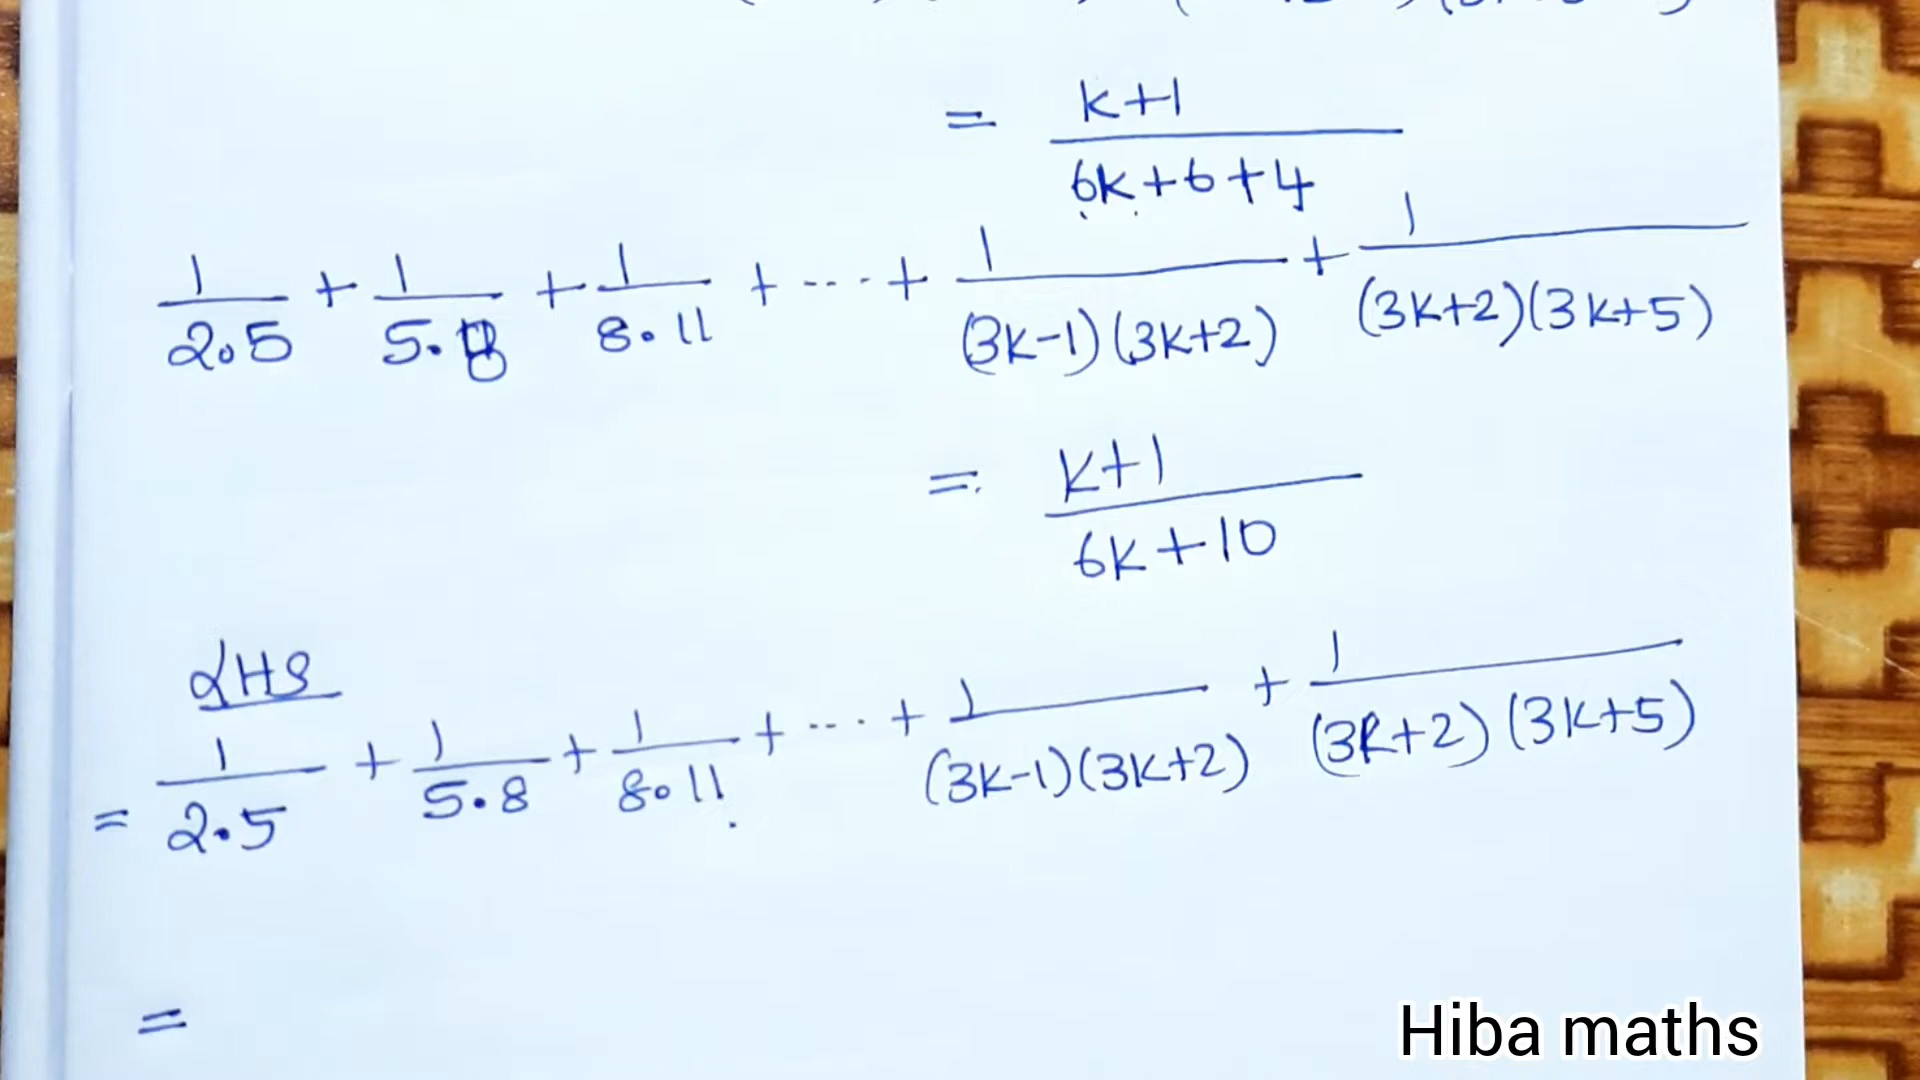 = k+1 / 6k+6+4
1/2.5 + 1/5.8 + 1/8.11 + ... + 1/(3k-1)(3k+2) + 1/(3k+2)(3k+5)
= k+1 / 6k+10
LHS
= 1/2.5 + 1/5.8 + 1/8.11 + ... + 1/(3k-1)(3k+2) + 1/(3k+2)(3k+5)
=
Hiba maths